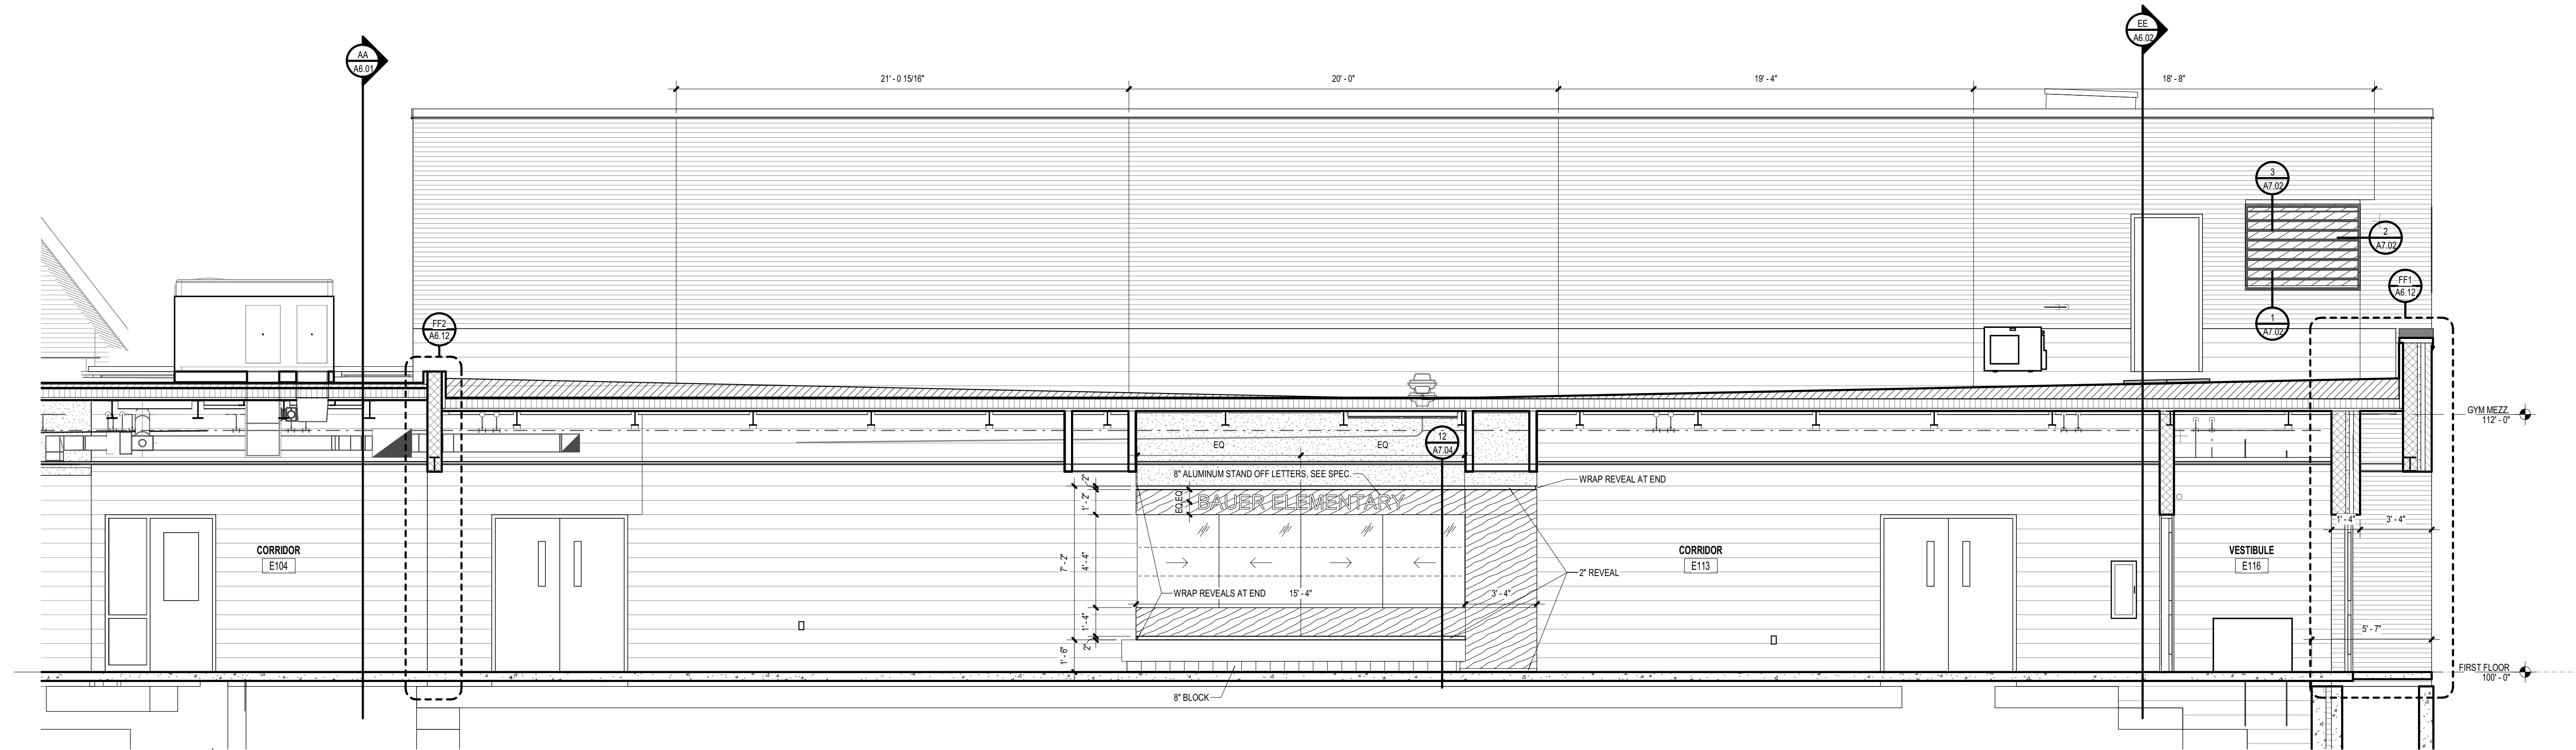 AA
A6.01
EE
A6.02
21' - 0 15/16"
20' - 0"
19' - 4"
18' - 8"
3
A7.02
2
A7.02
1
A7.02
FF1
A6.12
FF2
A6.12
GYM MEZZ.
112' - 0"
12
A7.04
EQ
EQ
8" ALUMINUM STAND OFF LETTERS, SEE SPEC.
WRAP REVEAL AT END
2"
1' - 2"
EQ
EQ
BAUER ELEMENTARY
7' - 2"
4' - 4"
1' - 4"
2"
1' - 6"
1' - 4"
3' - 4"
CORRIDOR
E104
CORRIDOR
E113
VESTIBULE
E116
2" REVEAL
WRAP REVEALS AT END
15' - 4"
3' - 4"
5' - 7"
8" BLOCK
FIRST FLOOR
100' - 0"